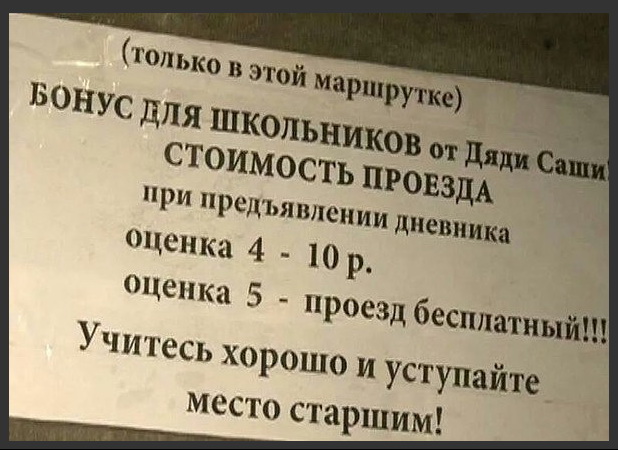 (только в этой маршрутке)
БОНУС ДЛЯ ШКОЛЬНИКОВ от Дяди Саши!
СТОИМОСТЬ ПРОЕЗДА
при предъявлении дневника
оценка 4 - 10 р.
оценка 5 - проезд бесплатный!!!
Учитесь хорошо и уступайте
место старшим!